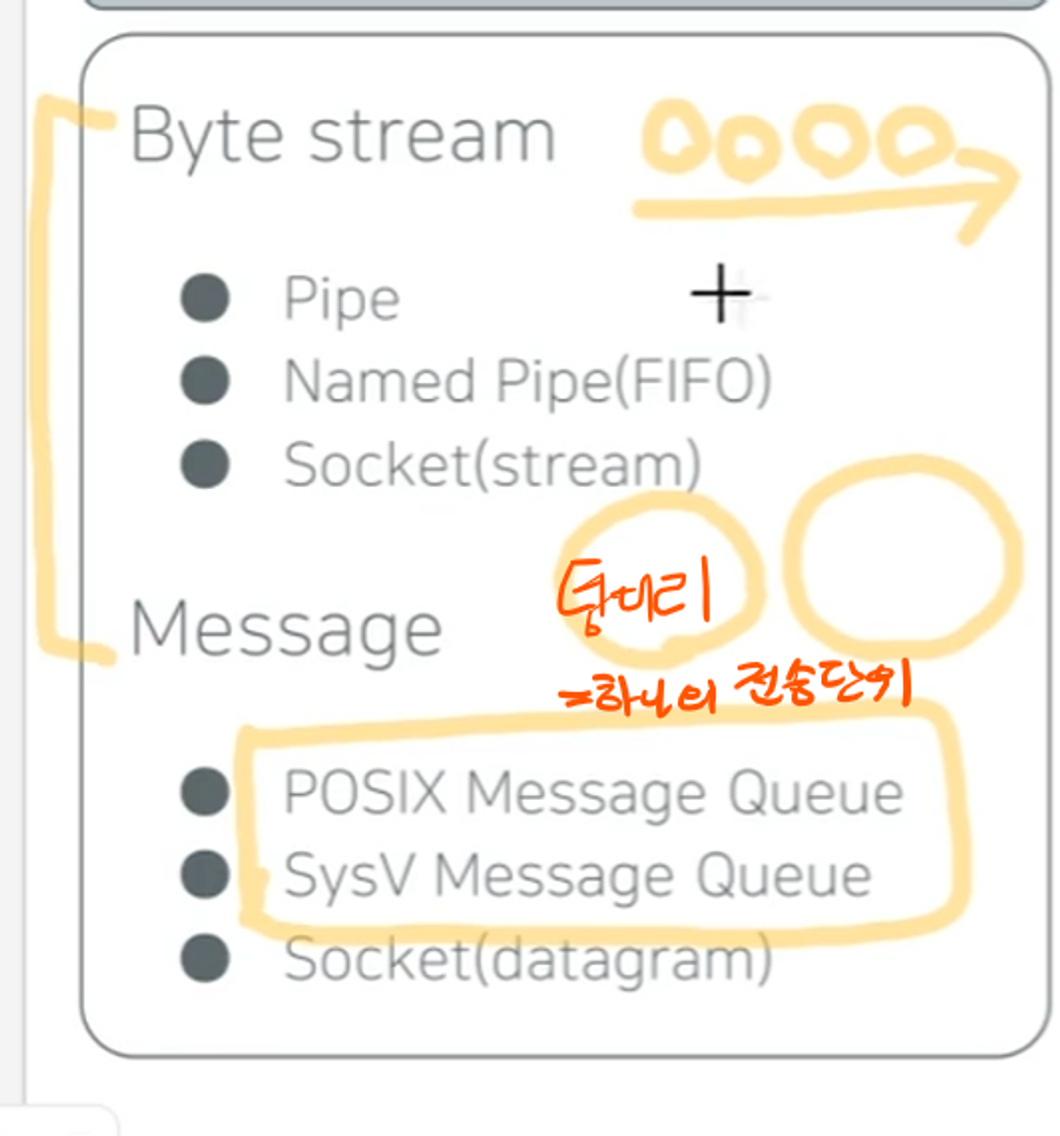 Byte stream
Pipe
Named Pipe(FIFO)
Socket(stream)
덩어리
Message
=하나의 전송단위
POSIX Message Queue
SysV Message Queue
Socket(datagram)